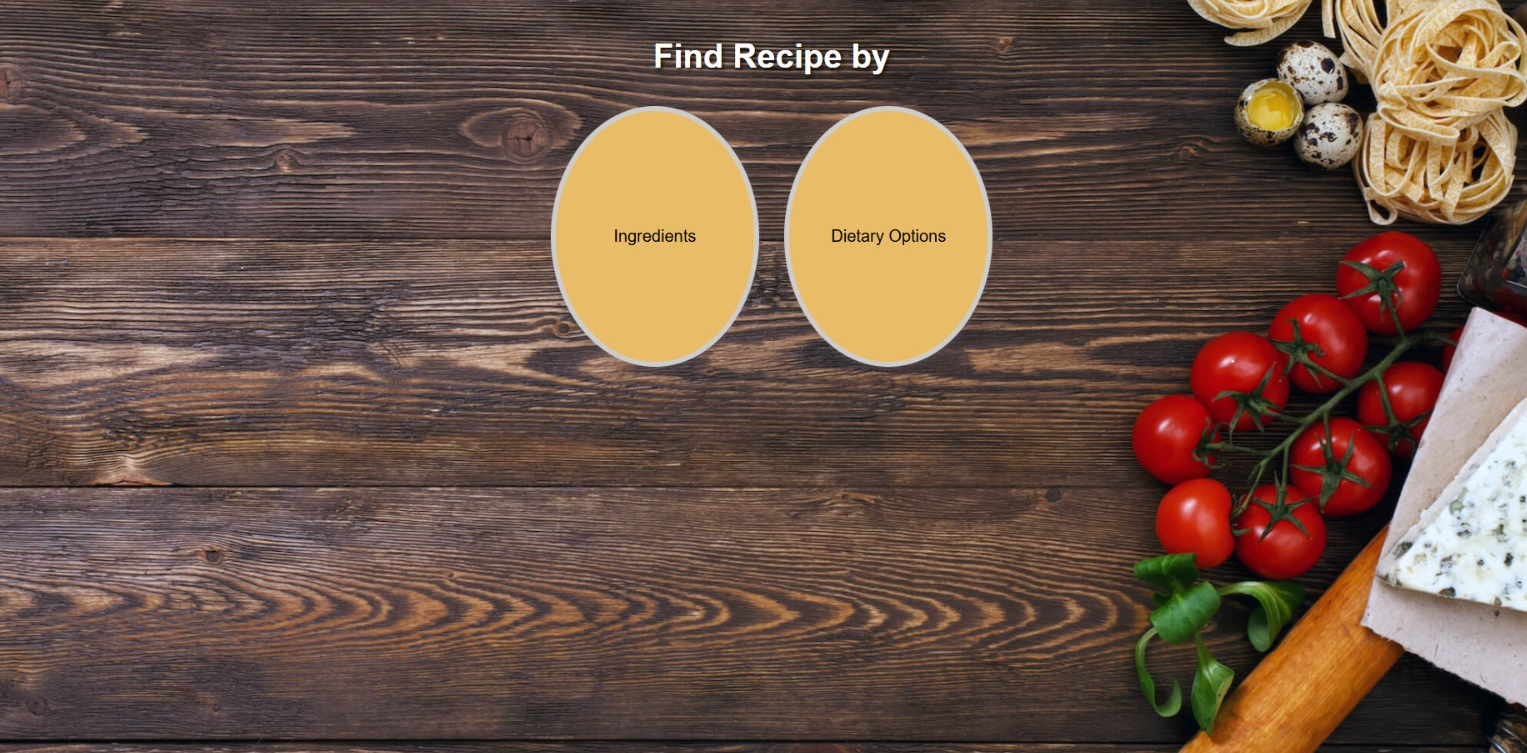 Find Recipe by
Ingredients
Dietary Options